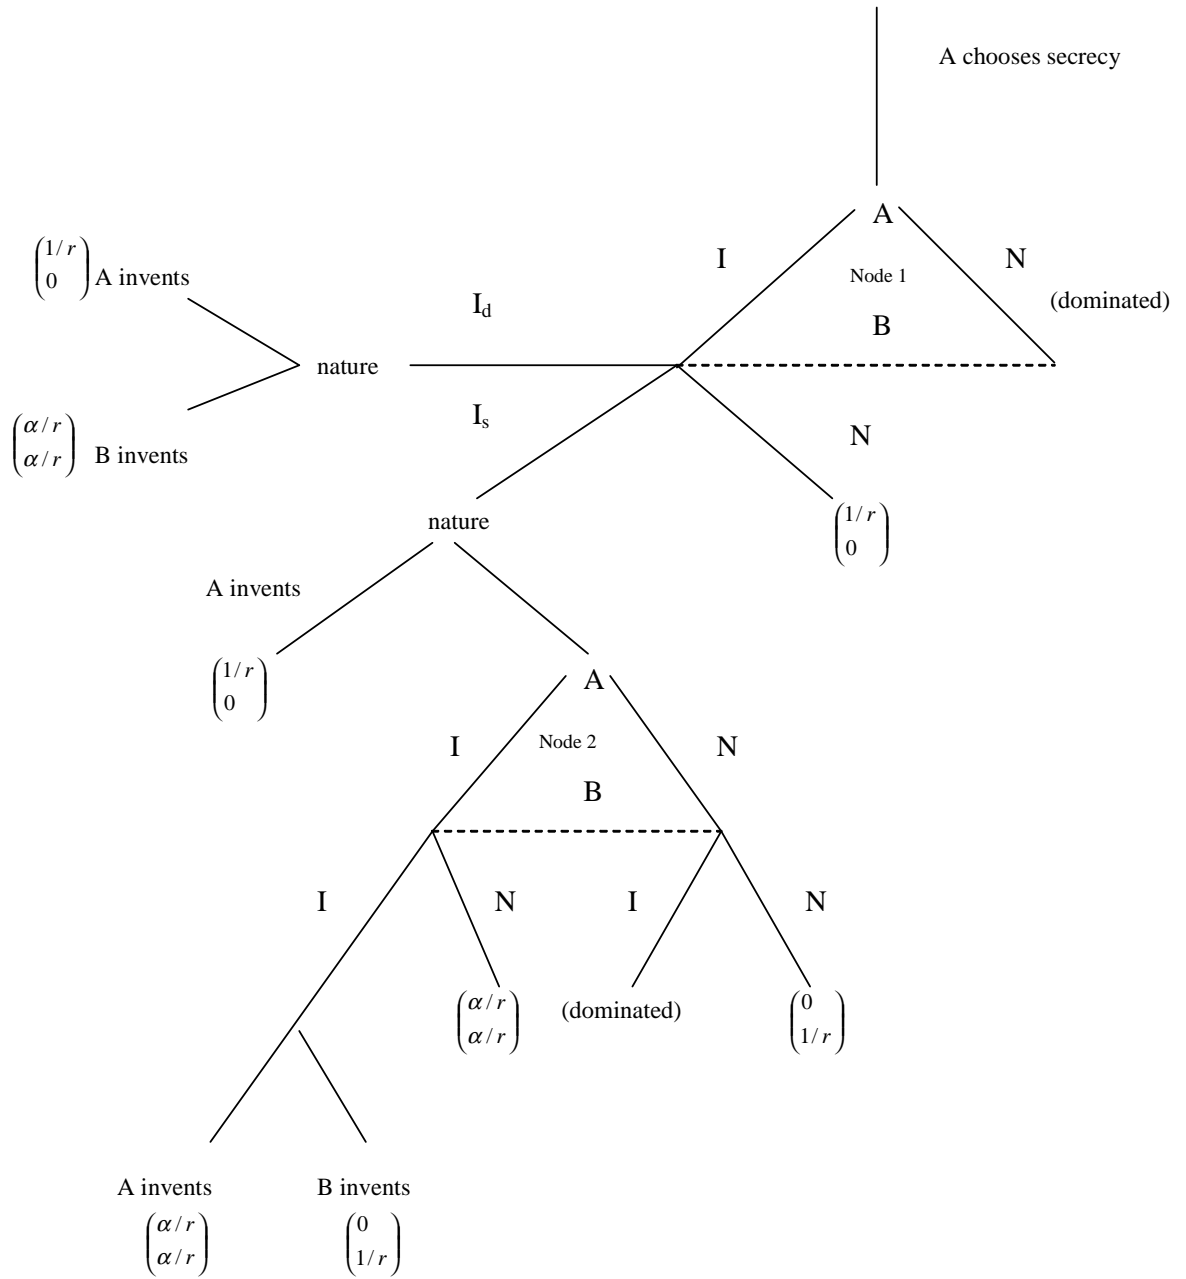 A chooses secrecy
A
I
N
Node 1
(dominated)
B
1/r
0
A invents
I_d
nature
I_s
N
α/r
α/r
B invents
1/r
0
nature
A invents
1/r
0
A
I
Node 2
N
B
I
N
I
N
α/r
α/r
(dominated)
0
1/r
A invents
B invents
α/r
α/r
0
1/r